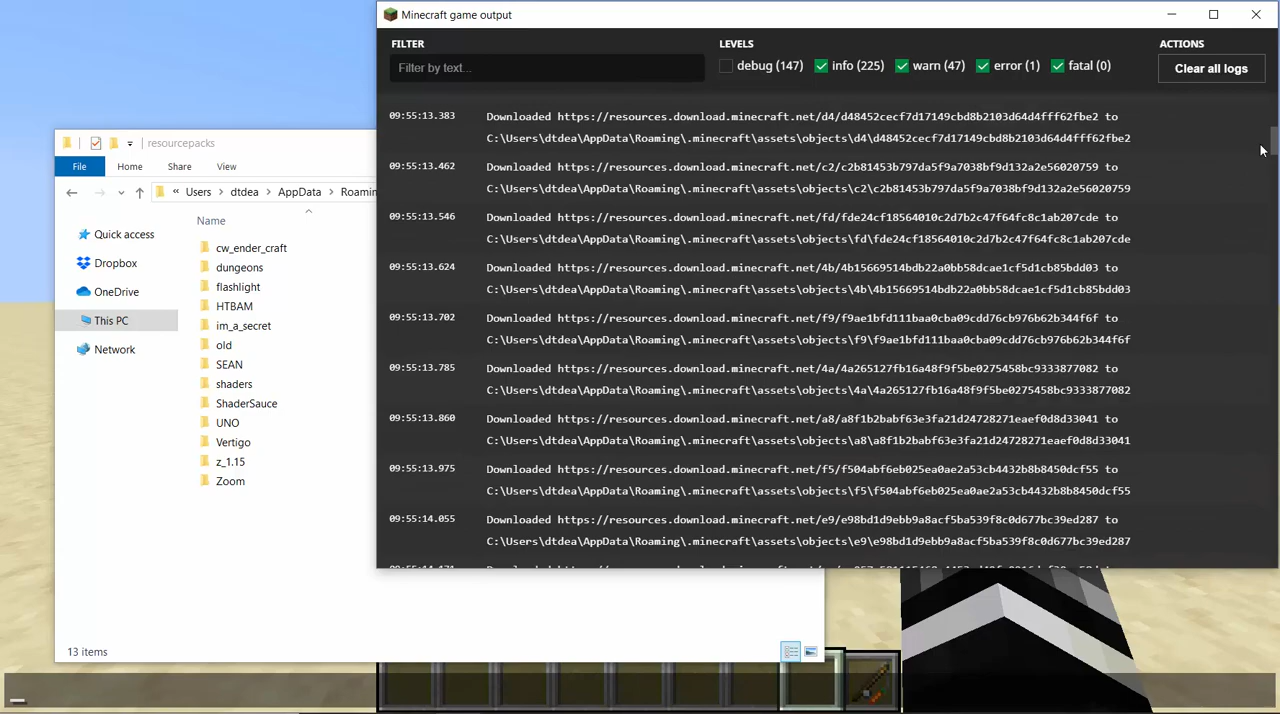 Minecraft game output
FILTER
LEVELS
ACTIONS
Filter by text...
debug (147)
info (225)
warn (47)
error (1)
fatal (0)
Clear all logs
09:55:13.383
Downloaded https://resources.download.minecraft.net/d4/d48452cecf7d17149cbd8b2103d64d4fff62fbe2 to
C:\Users\dtdea\AppData\Roaming\.minecraft\assets\objects\d4\d48452cecf7d17149cbd8b2103d64d4fff62fbe2
09:55:13.462
Downloaded https://resources.download.minecraft.net/c2/c2b81453b797da5f9a7038bf9d132a2e56020759 to
C:\Users\dtdea\AppData\Roaming\.minecraft\assets\objects\c2\c2b81453b797da5f9a7038bf9d132a2e56020759
09:55:13.546
Downloaded https://resources.download.minecraft.net/fd/fde24cf18564010c2d7b2c47f64fc8c1ab207cde to
C:\Users\dtdea\AppData\Roaming\.minecraft\assets\objects\fd\fde24cf18564010c2d7b2c47f64fc8c1ab207cde
09:55:13.624
Downloaded https://resources.download.minecraft.net/4b/4b15669514bdb22a0bb58dcae1cf5d1cb85bdd03 to
C:\Users\dtdea\AppData\Roaming\.minecraft\assets\objects\4b\4b15669514bdb22a0bb58dcae1cf5d1cb85bdd03
09:55:13.702
Downloaded https://resources.download.minecraft.net/f9/f9ae1bfd111baa0cba09cdd76cb976b62b344f6f to
C:\Users\dtdea\AppData\Roaming\.minecraft\assets\objects\f9\f9ae1bfd111baa0cba09cdd76cb976b62b344f6f
09:55:13.785
Downloaded https://resources.download.minecraft.net/4a/4a265127fb16a48f9f5be0275458bc9333877082 to
C:\Users\dtdea\AppData\Roaming\.minecraft\assets\objects\4a\4a265127fb16a48f9f5be0275458bc9333877082
09:55:13.860
Downloaded https://resources.download.minecraft.net/a8/a8f1b2babf63e3fa21d24728271eaef0d8d33041 to
C:\Users\dtdea\AppData\Roaming\.minecraft\assets\objects\a8\a8f1b2babf63e3fa21d24728271eaef0d8d33041
09:55:13.975
Downloaded https://resources.download.minecraft.net/f5/f504abf6eb025ea0ae2a53cb4432b8b8450dcf55 to
C:\Users\dtdea\AppData\Roaming\.minecraft\assets\objects\f5\f504abf6eb025ea0ae2a53cb4432b8b8450dcf55
09:55:14.055
Downloaded https://resources.download.minecraft.net/e9/e98bd1d9ebb9a8acf5ba539f8c0d677bc39ed287 to
C:\Users\dtdea\AppData\Roaming\.minecraft\assets\objects\e9\e98bd1d9ebb9a8acf5ba539f8c0d677bc39ed287
resourcepacks
File
Home
Share
View
« Users > dtdea > AppData > Roamin
Name
Quick access
Dropbox
OneDrive
This PC
Network
cw_ender_craft
dungeons
flashlight
HTBAM
im_a_secret
old
SEAN
shaders
ShaderSauce
UNO
Vertigo
z_1.15
Zoom
13 items